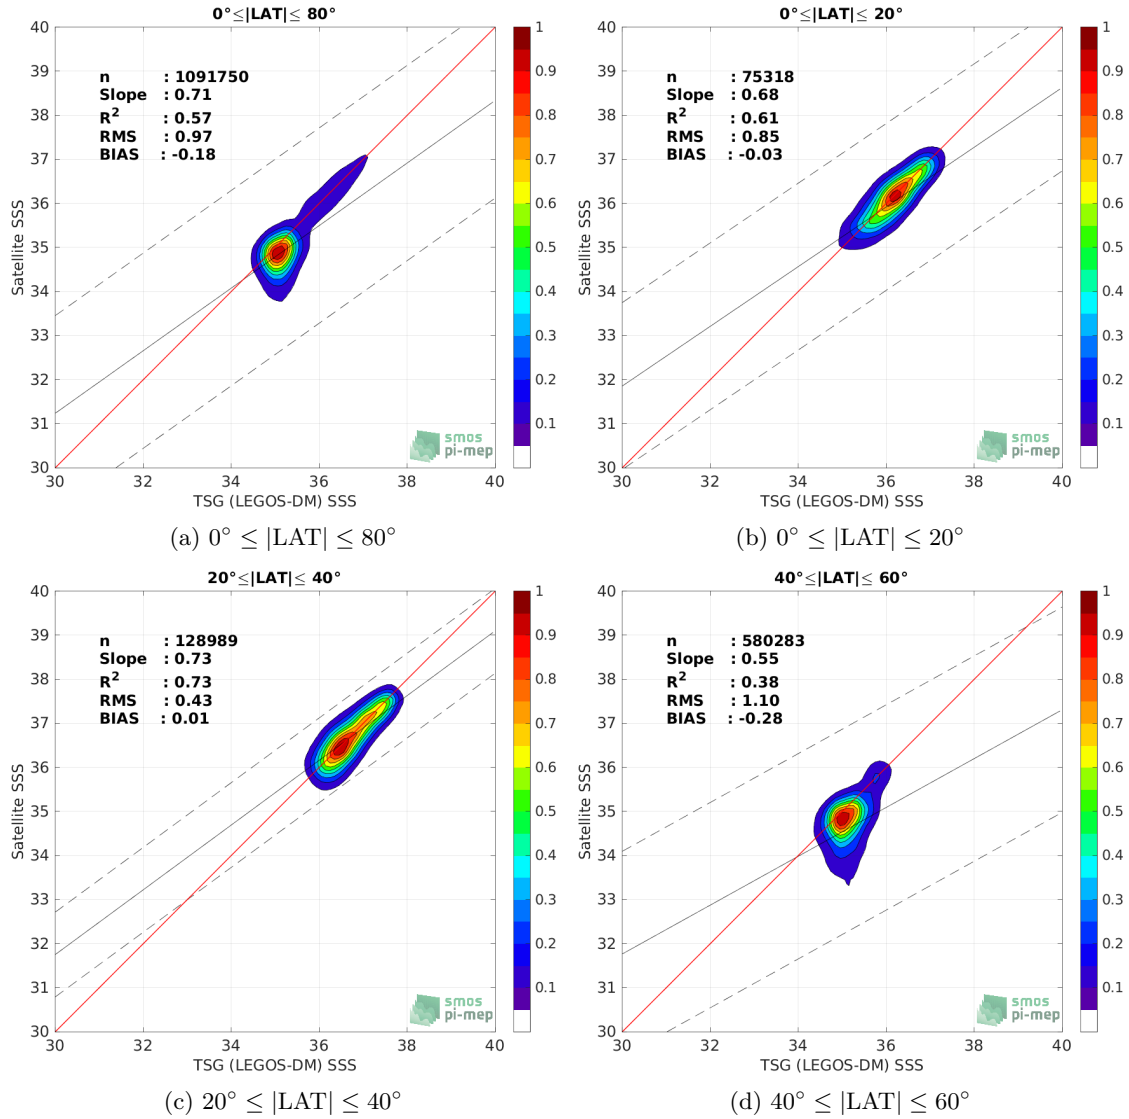 0°≤|LAT|≤ 80°
n : 1091750
Slope : 0.71
R² : 0.57
RMS : 0.97
BIAS : -0.18
Satellite SSS
40
39
38
37
36
35
34
33
32
31
30
30 32 34 36 38 40
TSG (LEGOS-DM) SSS
1
0.9
0.8
0.7
0.6
0.5
0.4
0.3
0.2
0.1
smos
pi-mep
(a) 0° ≤ |LAT| ≤ 80°
0°≤|LAT|≤ 20°
n : 75318
Slope : 0.68
R² : 0.61
RMS : 0.85
BIAS : -0.03
Satellite SSS
40
39
38
37
36
35
34
33
32
31
30
30 32 34 36 38 40
TSG (LEGOS-DM) SSS
1
0.9
0.8
0.7
0.6
0.5
0.4
0.3
0.2
0.1
smos
pi-mep
(b) 0° ≤ |LAT| ≤ 20°
20°≤|LAT|≤ 40°
n : 128989
Slope : 0.73
R² : 0.73
RMS : 0.43
BIAS : 0.01
Satellite SSS
40
39
38
37
36
35
34
33
32
31
30
30 32 34 36 38 40
TSG (LEGOS-DM) SSS
1
0.9
0.8
0.7
0.6
0.5
0.4
0.3
0.2
0.1
smos
pi-mep
(c) 20° ≤ |LAT| ≤ 40°
40°≤|LAT|≤ 60°
n : 580283
Slope : 0.55
R² : 0.38
RMS : 1.10
BIAS : -0.28
Satellite SSS
40
39
38
37
36
35
34
33
32
31
30
30 32 34 36 38 40
TSG (LEGOS-DM) SSS
1
0.9
0.8
0.7
0.6
0.5
0.4
0.3
0.2
0.1
smos
pi-mep
(d) 40° ≤ |LAT| ≤ 60°